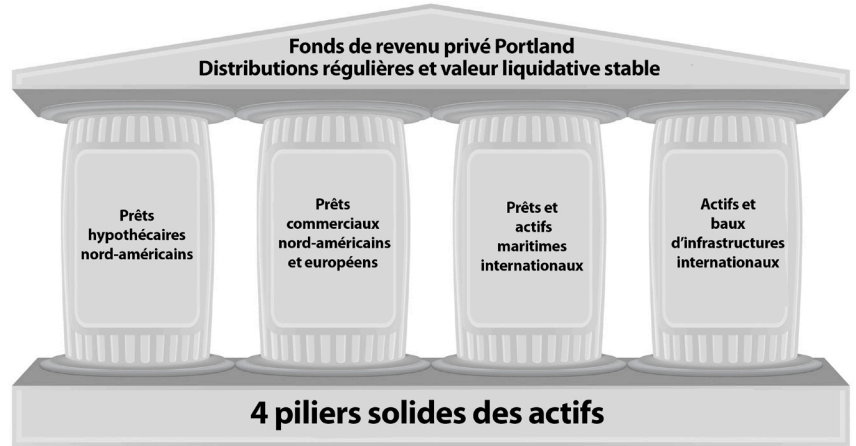 Fonds de revenu privé Portland
Distributions régulières et valeur liquidative stable
Prêts
hypothécaires
nord-américains
Prêts
commerciaux
nord-américains
et européens
Prêts et
actifs
maritimes
internationaux
Actifs et
baux
d’infrastructures
internationaux
4 piliers solides des actifs